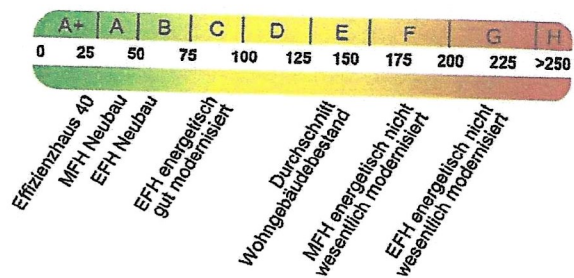 A+ A B C D E F G H
0 25 50 75 100 125 150 175 200 225 >250
Effizienzhaus 40
MFH Neubau
EFH Neubau
EFH energetisch
gut modernisiert
Durchschnitt
Wohngebäudebestand
MFH energetisch nicht
wesentlich modernisiert
EFH energetisch nicht
wesentlich modernisiert